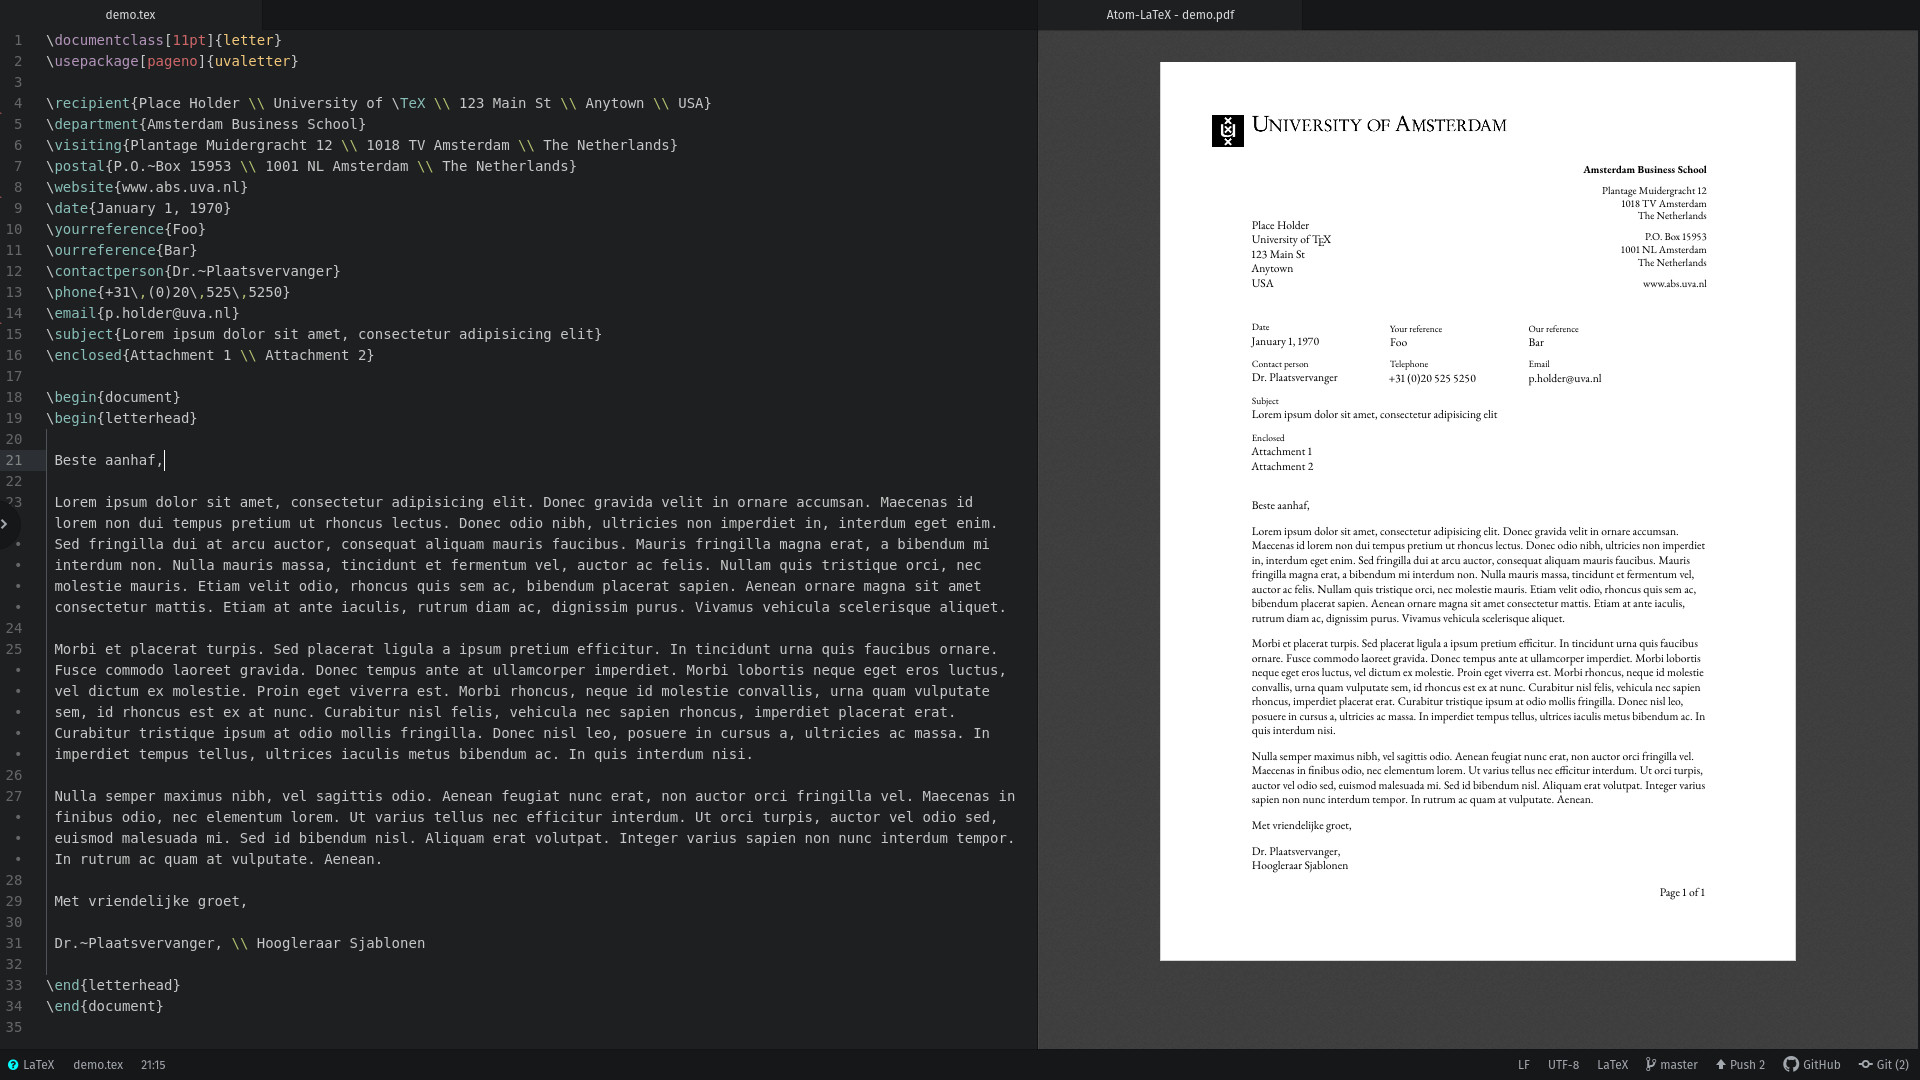 demo.tex
1 \documentclass[11pt]{letter}
2 \usepackage[pageno]{uvaletter}
3
4 \recipient{Place Holder \\ University of \TeX \\ 123 Main St \\ Anytown \\ USA}
5 \department{Amsterdam Business School}
6 \visiting{Plantage Muidergracht 12 \\ 1018 TV Amsterdam \\ The Netherlands}
7 \postal{P.O.~Box 15953 \\ 1001 NL Amsterdam \\ The Netherlands}
8 \website{www.abs.uva.nl}
9 \date{January 1, 1970}
10 \yourreference{Foo}
11 \ourreference{Bar}
12 \contactperson{Dr.~Plaatsvervanger}
13 \phone{+31\,(0)20\,525\,5250}
14 \email{p.holder@uva.nl}
15 \subject{Lorem ipsum dolor sit amet, consectetur adipisicing elit}
16 \enclosed{Attachment 1 \\ Attachment 2}
17
18 \begin{document}
19 \begin{letterhead}
20
21 Beste aanhaf,
22
23 Lorem ipsum dolor sit amet, consectetur adipisicing elit. Donec gravida velit in ornare accumsan. Maecenas id
• lorem non dui tempus pretium ut rhoncus lectus. Donec odio nibh, ultricies non imperdiet in, interdum eget enim.
• Sed fringilla dui at arcu auctor, consequat aliquam mauris faucibus. Mauris fringilla magna erat, a bibendum mi
• interdum non. Nulla mauris massa, tincidunt et fermentum vel, auctor ac felis. Nullam quis tristique orci, nec
• molestie mauris. Etiam velit odio, rhoncus quis sem ac, bibendum placerat sapien. Aenean ornare magna sit amet
• consectetur mattis. Etiam at ante iaculis, rutrum diam ac, dignissim purus. Vivamus vehicula scelerisque aliquet.
24
25 Morbi et placerat turpis. Sed placerat ligula a ipsum pretium efficitur. In tincidunt urna quis faucibus ornare.
• Fusce commodo laoreet gravida. Donec tempus ante at ullamcorper imperdiet. Morbi lobortis neque eget eros luctus,
• vel dictum ex molestie. Proin eget viverra est. Morbi rhoncus, neque id molestie convallis, urna quam vulputate
• sem, id rhoncus est ex at nunc. Curabitur nisl felis, vehicula nec sapien rhoncus, imperdiet placerat erat.
• Curabitur tristique ipsum at odio mollis fringilla. Donec nisl leo, posuere in cursus a, ultricies ac massa. In
• imperdiet tempus tellus, ultrices iaculis metus bibendum ac. In quis interdum nisi.
26
27 Nulla semper maximus nibh, vel sagittis odio. Aenean feugiat nunc erat, non auctor orci fringilla vel. Maecenas in
• finibus odio, nec elementum lorem. Ut varius tellus nec efficitur interdum. Ut orci turpis, auctor vel odio sed,
• euismod malesuada mi. Sed id bibendum nisl. Aliquam erat volutpat. Integer varius sapien non nunc interdum tempor.
• In rutrum ac quam at vulputate. Aenean.
28
29 Met vriendelijke groet,
30
31 Dr.~Plaatsvervanger, \\ Hoogleraar Sjablonen
32
33 \end{letterhead}
34 \end{document}
35
Atom-LaTeX - demo.pdf
UNIVERSITY OF AMSTERDAM
Amsterdam Business School
Plantage Muidergracht 12
1018 TV Amsterdam
The Netherlands
P.O. Box 15953
1001 NL Amsterdam
The Netherlands
www.abs.uva.nl
Place Holder
University of TeX
123 Main St
Anytown
USA
Date Your reference Our reference
January 1, 1970 Foo Bar
Contact person Telephone Email
Dr. Plaatsvervanger +31 (0)20 525 5250 p.holder@uva.nl
Subject
Lorem ipsum dolor sit amet, consectetur adipisicing elit
Enclosed
Attachment 1
Attachment 2
Beste aanhaf,
Lorem ipsum dolor sit amet, consectetur adipisicing elit. Donec gravida velit in ornare accumsan.
Maecenas id lorem non dui tempus pretium ut rhoncus lectus. Donec odio nibh, ultricies non imperdiet
in, interdum eget enim. Sed fringilla dui at arcu auctor, consequat aliquam mauris faucibus. Mauris
fringilla magna erat, a bibendum mi interdum non. Nulla mauris massa, tincidunt et fermentum vel,
auctor ac felis. Nullam quis tristique orci, nec molestie mauris. Etiam velit odio, rhoncus quis sem ac,
bibendum placerat sapien. Aenean ornare magna sit amet consectetur mattis. Etiam at ante iaculis,
rutrum diam ac, dignissim purus. Vivamus vehicula scelerisque aliquet.
Morbi et placerat turpis. Sed placerat ligula a ipsum pretium efficitur. In tincidunt urna quis faucibus
ornare. Fusce commodo laoreet gravida. Donec tempus ante at ullamcorper imperdiet. Morbi lobortis
neque eget eros luctus, vel dictum ex molestie. Proin eget viverra est. Morbi rhoncus, neque id molestie
convallis, urna quam vulputate sem, id rhoncus est ex at nunc. Curabitur nisl felis, vehicula nec sapien
rhoncus, imperdiet placerat erat. Curabitur tristique ipsum at odio mollis fringilla. Donec nisl leo,
posuere in cursus a, ultricies ac massa. In imperdiet tempus tellus, ultrices iaculis metus bibendum ac. In
quis interdum nisi.
Nulla semper maximus nibh, vel sagittis odio. Aenean feugiat nunc erat, non auctor orci fringilla vel.
Maecenas in finibus odio, nec elementum lorem. Ut varius tellus nec efficitur interdum. Ut orci turpis,
auctor vel odio sed, euismod malesuada mi. Sed id bibendum nisl. Aliquam erat volutpat. Integer varius
sapien non nunc interdum tempor. In rutrum ac quam at vulputate. Aenean.
Met vriendelijke groet,
Dr. Plaatsvervanger,
Hoogleraar Sjablonen
Page 1 of 1
LaTeX demo.tex 21:15
LF UTF-8 LaTeX master Push 2 GitHub Git (2)